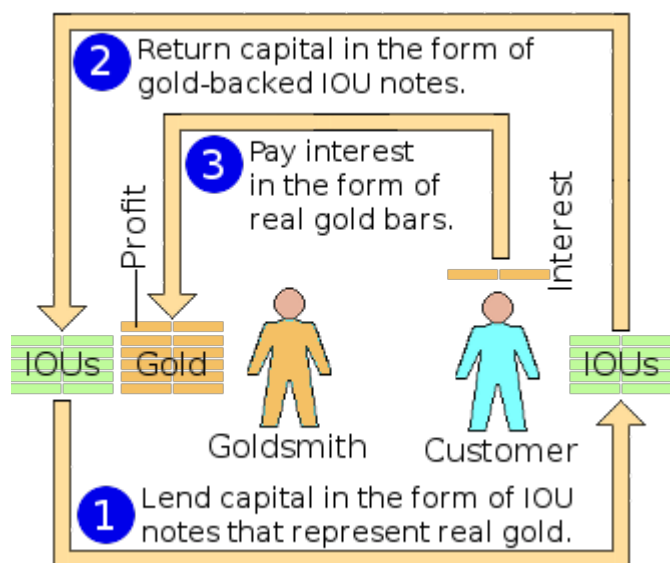 2 Return capital in the form of
gold-backed IOU notes.
3 Pay interest
in the form of
real gold bars.
Profit
Interest
IOUs
Gold
IOUs
Goldsmith
Customer
1 Lend capital in the form of IOU
notes that represent real gold.